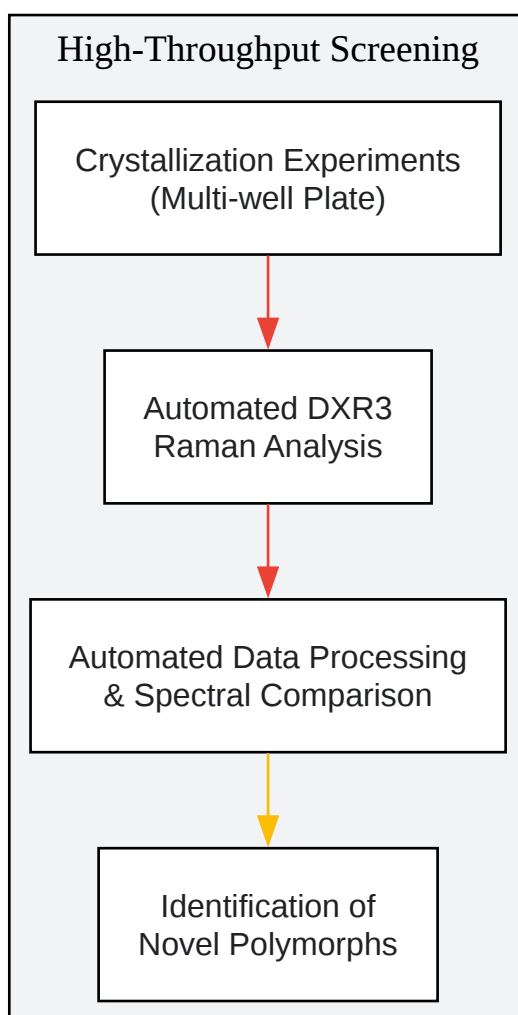 High-Throughput Screening
Crystallization Experiments
(Multi-well Plate)
Automated DXR3
Raman Analysis
Automated Data Processing
& Spectral Comparison
Identification of
Novel Polymorphs